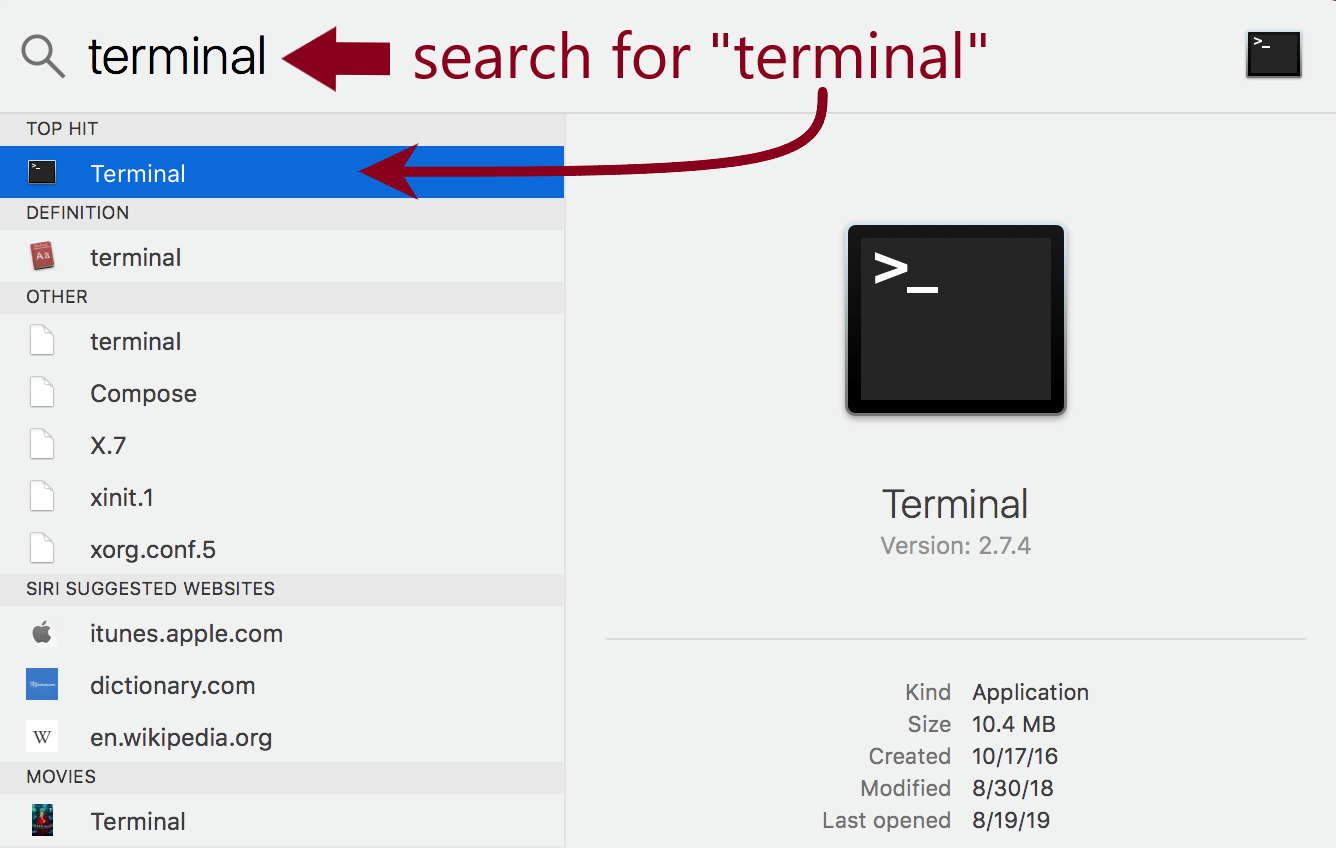 terminal search for "terminal"
TOP HIT
Terminal
DEFINITION
terminal
OTHER
terminal
Compose
X.7
xinit.1
xorg.conf.5
SIRI SUGGESTED WEBSITES
itunes.apple.com
dictionary.com
en.wikipedia.org
MOVIES
Terminal
>_
Terminal
Version: 2.7.4
Kind Application
Size 10.4 MB
Created 10/17/16
Modified 8/30/18
Last opened 8/19/19